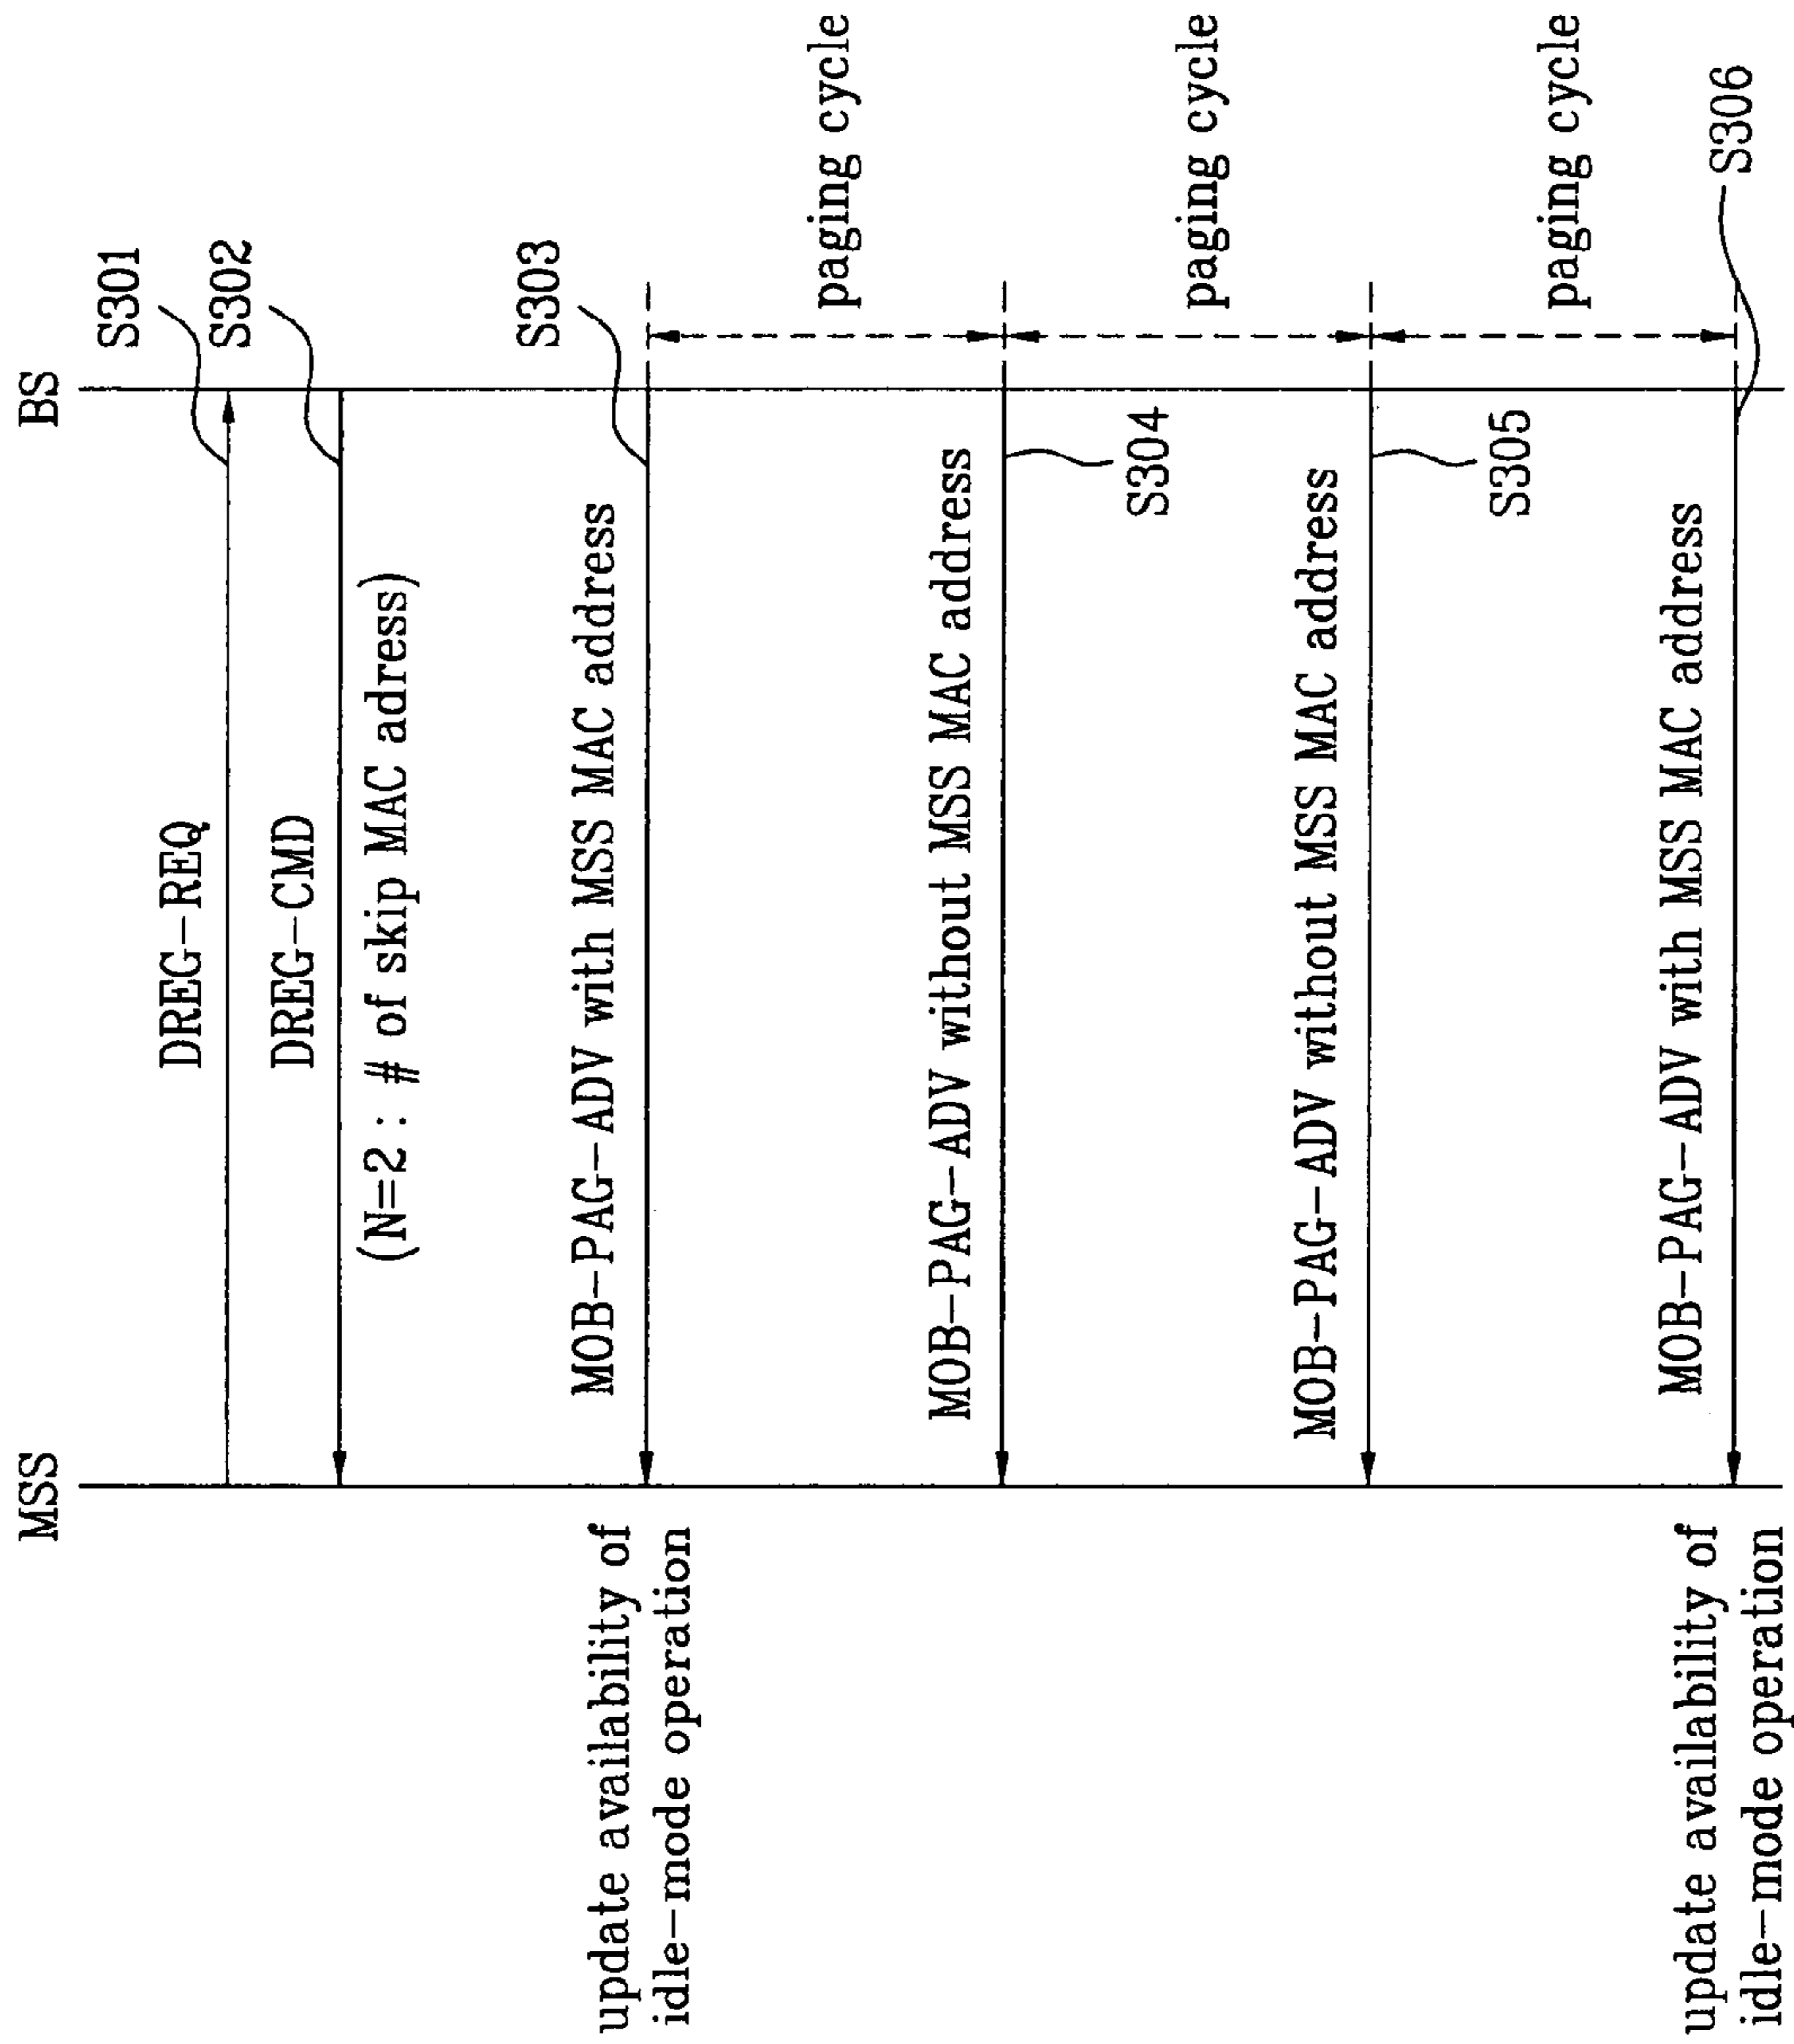 MSS
BS
DREG-REQ
S301
DREG-CMD
S302
(N=2 : # of skip MAC adress)
MOB-PAG-ADV with MSS MAC address
S303
update availability of
idle-mode operation
paging cycle
MOB-PAG-ADV without MSS MAC address
S304
paging cycle
MOB-PAG-ADV without MSS MAC address
S305
paging cycle
MOB-PAG-ADV with MSS MAC address
S306
update availability of
idle-mode operation